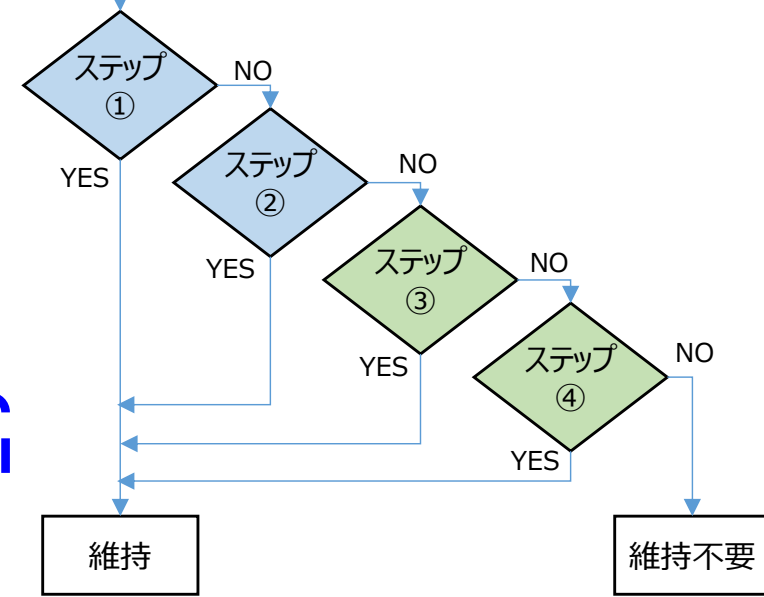 ステップ
①
NO
YES
ステップ
②
NO
YES
ステップ
③
NO
YES
ステップ
④
NO
YES
維持
維持不要